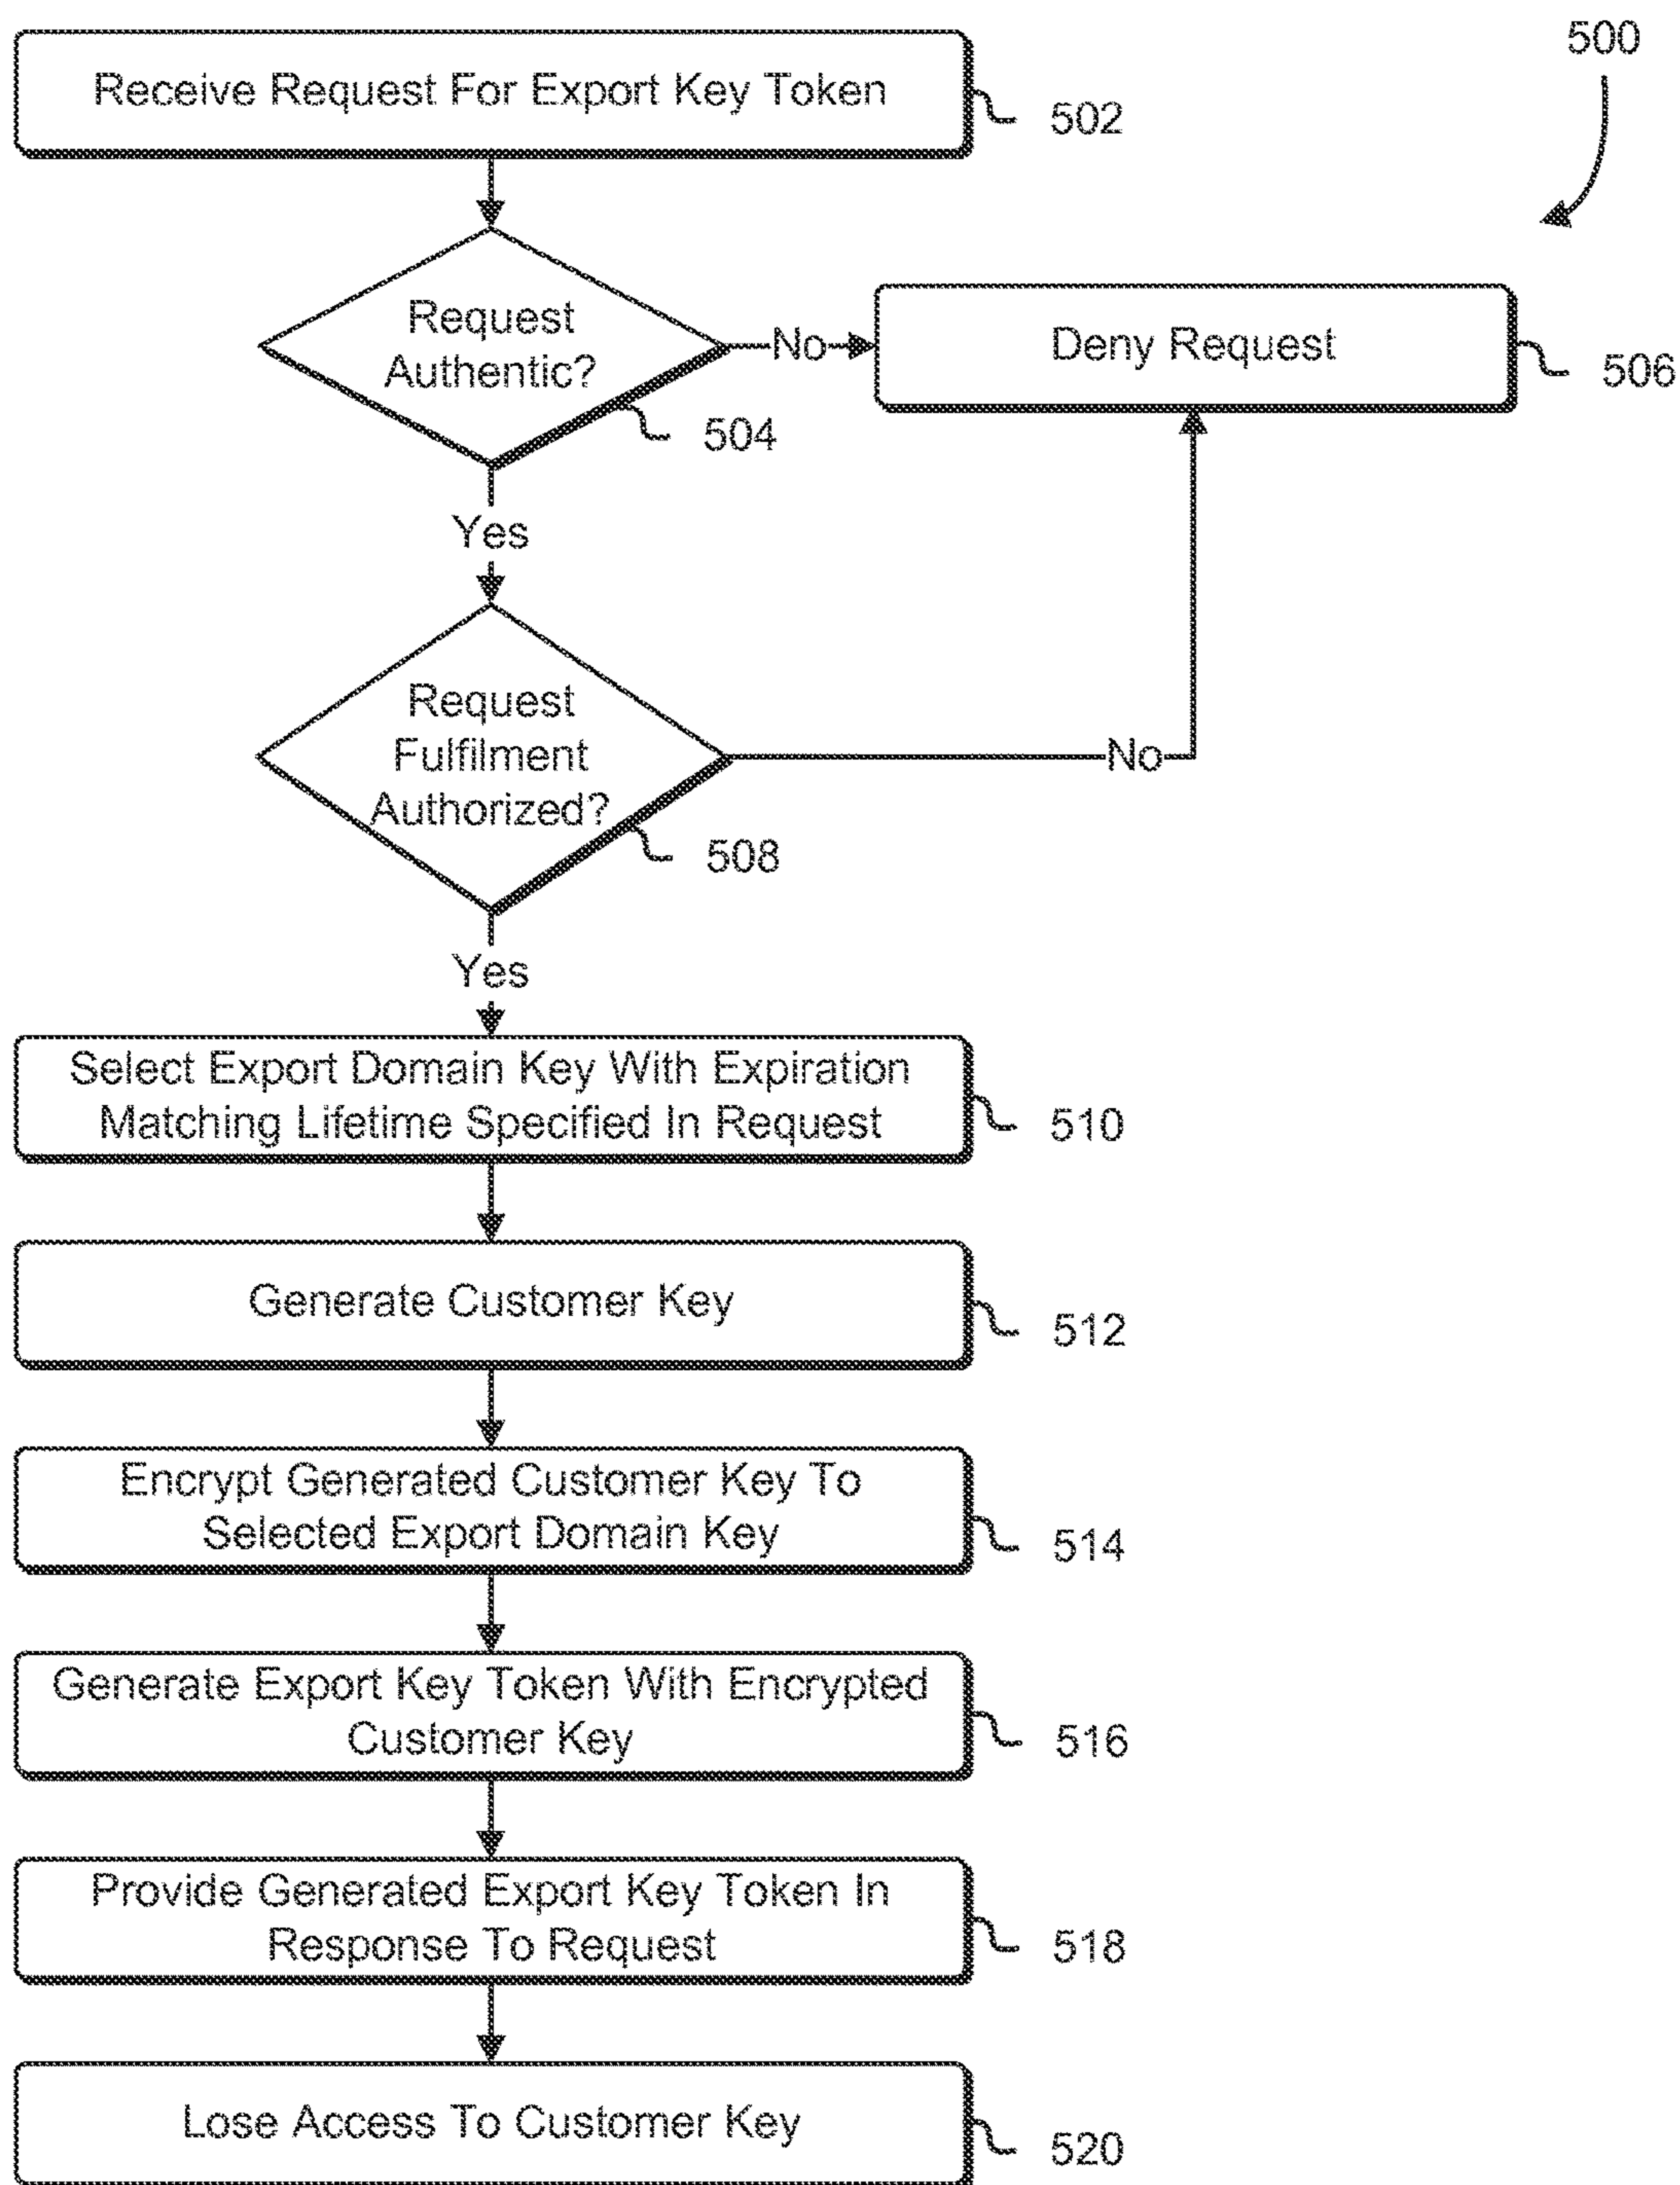 500
Receive Request For Export Key Token
502
Request
Authentic?
No
Deny Request
506
504
Yes
Request
Fulfilment
Authorized?
No
508
Yes
Select Export Domain Key With Expiration
Matching Lifetime Specified In Request
510
Generate Customer Key
512
Encrypt Generated Customer Key To
Selected Export Domain Key
514
Generate Export Key Token With Encrypted
Customer Key
516
Provide Generated Export Key Token In
Response To Request
518
Lose Access To Customer Key
520